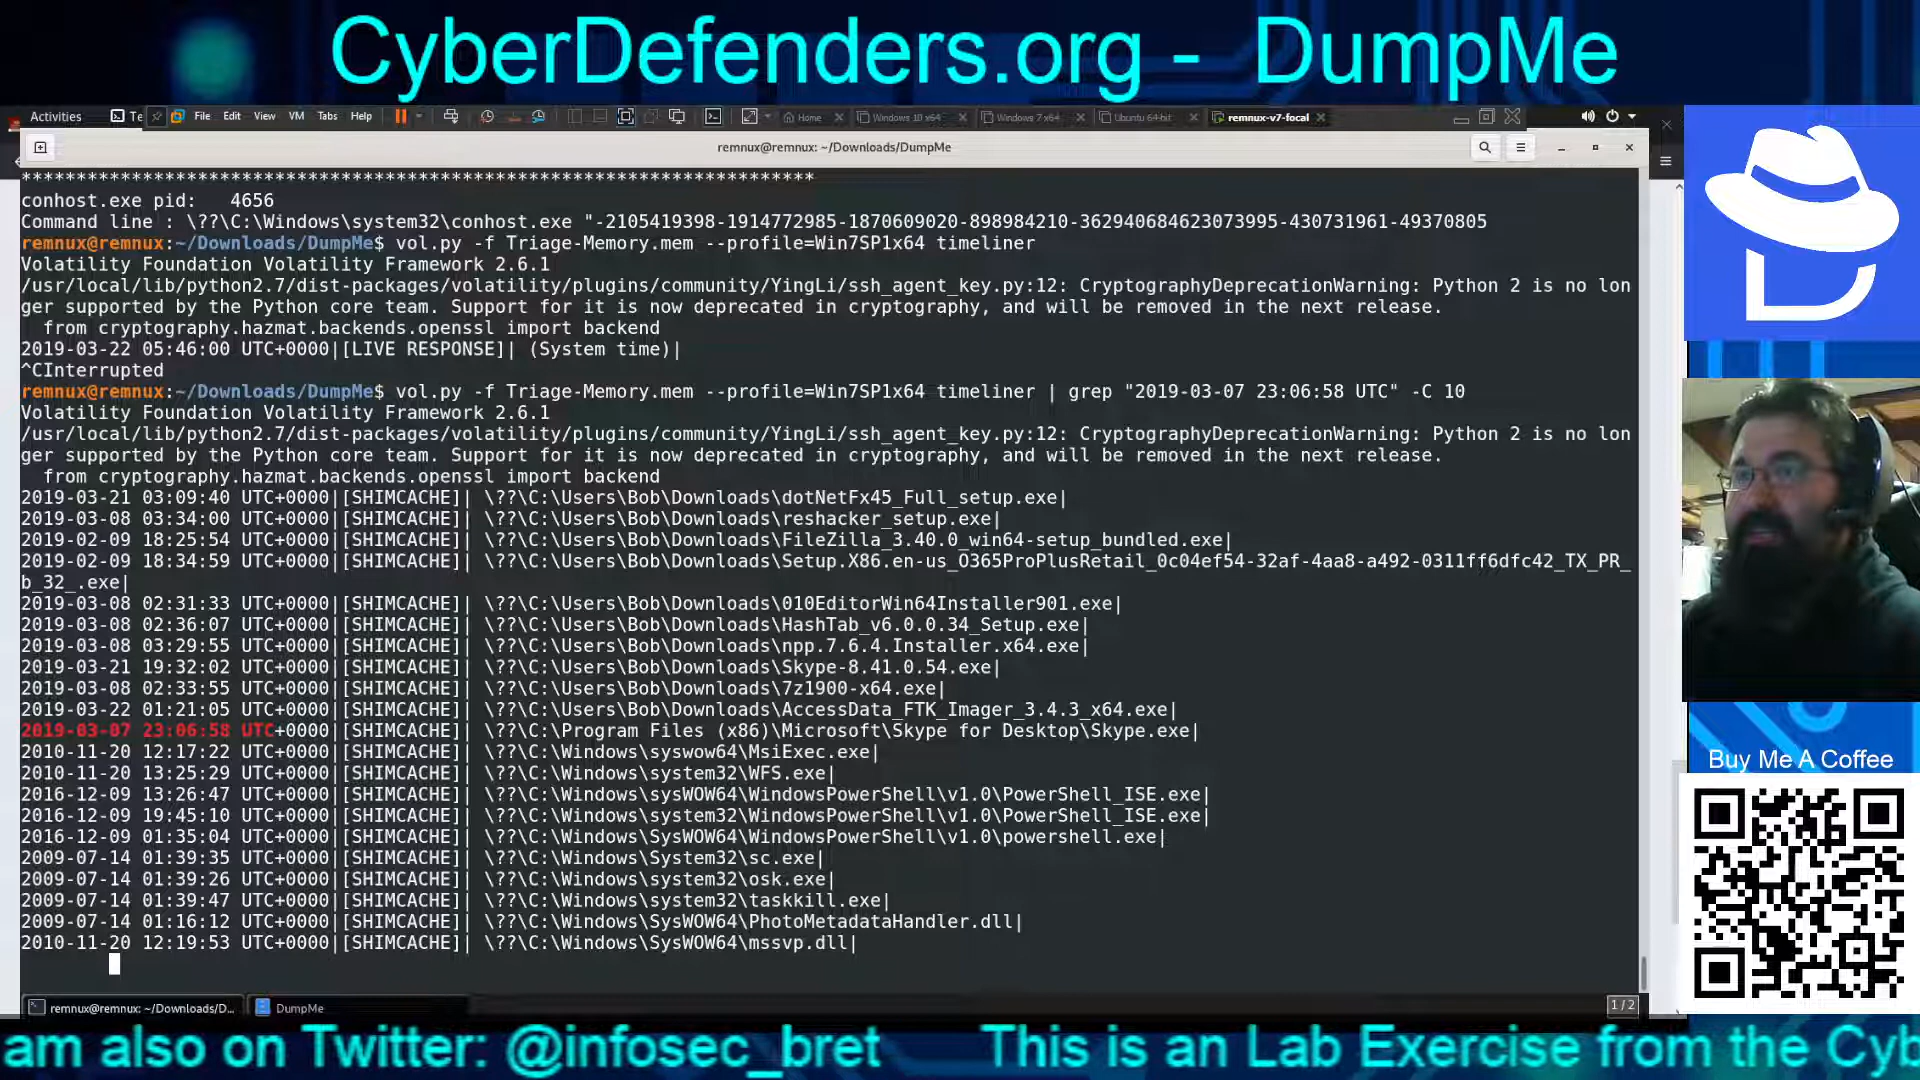 CyberDefenders.org - DumpMe
Activities
Te
File Edit View VM Tabs Help
Home
Windows 10 x64
Windows 7 x64
Ubuntu 64-bit
remnux-v7-focal
remnux@remnux: ~/Downloads/DumpMe
************************************************************************
conhost.exe pid:   4656
Command line : \??\C:\Windows\system32\conhost.exe "-2105419398-1914772985-1870609020-898984210-362940684623073995-430731961-49370805
remnux@remnux:~/Downloads/DumpMe$ vol.py -f Triage-Memory.mem --profile=Win7SP1x64 timeliner
Volatility Foundation Volatility Framework 2.6.1
/usr/local/lib/python2.7/dist-packages/volatility/plugins/community/YingLi/ssh_agent_key.py:12: CryptographyDeprecationWarning: Python 2 is no lon
ger supported by the Python core team. Support for it is now deprecated in cryptography, and will be removed in the next release.
from cryptography.hazmat.backends.openssl import backend
2019-03-22 05:46:00 UTC+0000|[LIVE RESPONSE]| (System time)|
^CInterrupted
remnux@remnux:~/Downloads/DumpMe$ vol.py -f Triage-Memory.mem --profile=Win7SP1x64 timeliner | grep "2019-03-07 23:06:58 UTC" -C 10
Volatility Foundation Volatility Framework 2.6.1
/usr/local/lib/python2.7/dist-packages/volatility/plugins/community/YingLi/ssh_agent_key.py:12: CryptographyDeprecationWarning: Python 2 is no lon
ger supported by the Python core team. Support for it is now deprecated in cryptography, and will be removed in the next release.
from cryptography.hazmat.backends.openssl import backend
2019-03-21 03:09:40 UTC+0000|[SHIMCACHE]| \??\C:\Users\Bob\Downloads\dotNetFx45_Full_setup.exe|
2019-03-08 03:34:00 UTC+0000|[SHIMCACHE]| \??\C:\Users\Bob\Downloads\reshacker_setup.exe|
2019-02-09 18:25:54 UTC+0000|[SHIMCACHE]| \??\C:\Users\Bob\Downloads\FileZilla_3.40.0_win64-setup_bundled.exe|
2019-02-09 18:34:59 UTC+0000|[SHIMCACHE]| \??\C:\Users\Bob\Downloads\Setup.X86.en-us_O365ProPlusRetail_0c04ef54-32af-4aa8-a492-0311ff6dfc42_TX_PR_
b_32_.exe|
2019-03-08 02:31:33 UTC+0000|[SHIMCACHE]| \??\C:\Users\Bob\Downloads\010EditorWin64Installer901.exe|
2019-03-08 02:36:07 UTC+0000|[SHIMCACHE]| \??\C:\Users\Bob\Downloads\HashTab_v6.0.0.34_Setup.exe|
2019-03-08 03:29:55 UTC+0000|[SHIMCACHE]| \??\C:\Users\Bob\Downloads\npp.7.6.4.Installer.x64.exe|
2019-03-21 19:32:02 UTC+0000|[SHIMCACHE]| \??\C:\Users\Bob\Downloads\Skype-8.41.0.54.exe|
2019-03-08 02:33:55 UTC+0000|[SHIMCACHE]| \??\C:\Users\Bob\Downloads\7z1900-x64.exe|
2019-03-22 01:21:05 UTC+0000|[SHIMCACHE]| \??\C:\Users\Bob\Downloads\AccessData_FTK_Imager_3.4.3_x64.exe|
2019-03-07 23:06:58 UTC+0000|[SHIMCACHE]| \??\C:\Program Files (x86)\Microsoft\Skype for Desktop\Skype.exe|
2010-11-20 12:17:22 UTC+0000|[SHIMCACHE]| \??\C:\Windows\syswow64\MsiExec.exe|
2010-11-20 13:25:29 UTC+0000|[SHIMCACHE]| \??\C:\Windows\system32\WFS.exe|
2016-12-09 13:26:47 UTC+0000|[SHIMCACHE]| \??\C:\Windows\sysWOW64\WindowsPowerShell\v1.0\PowerShell_ISE.exe|
2016-12-09 19:45:10 UTC+0000|[SHIMCACHE]| \??\C:\Windows\system32\WindowsPowerShell\v1.0\PowerShell_ISE.exe|
2016-12-09 01:35:04 UTC+0000|[SHIMCACHE]| \??\C:\Windows\SysWOW64\WindowsPowerShell\v1.0\powershell.exe|
2009-07-14 01:39:35 UTC+0000|[SHIMCACHE]| \??\C:\Windows\System32\sc.exe|
2009-07-14 01:39:26 UTC+0000|[SHIMCACHE]| \??\C:\Windows\system32\osk.exe|
2009-07-14 01:39:47 UTC+0000|[SHIMCACHE]| \??\C:\Windows\system32\taskkill.exe|
2009-07-14 01:16:12 UTC+0000|[SHIMCACHE]| \??\C:\Windows\SysWOW64\PhotoMetadataHandler.dll|
2010-11-20 12:19:53 UTC+0000|[SHIMCACHE]| \??\C:\Windows\SysWOW64\mssvp.dll|
Buy Me A Coffee
remnux@remnux: ~/Downloads/D...
DumpMe
1 / 2
am also on Twitter: @infosec_bret This is an Lab Exercise from the Cyb